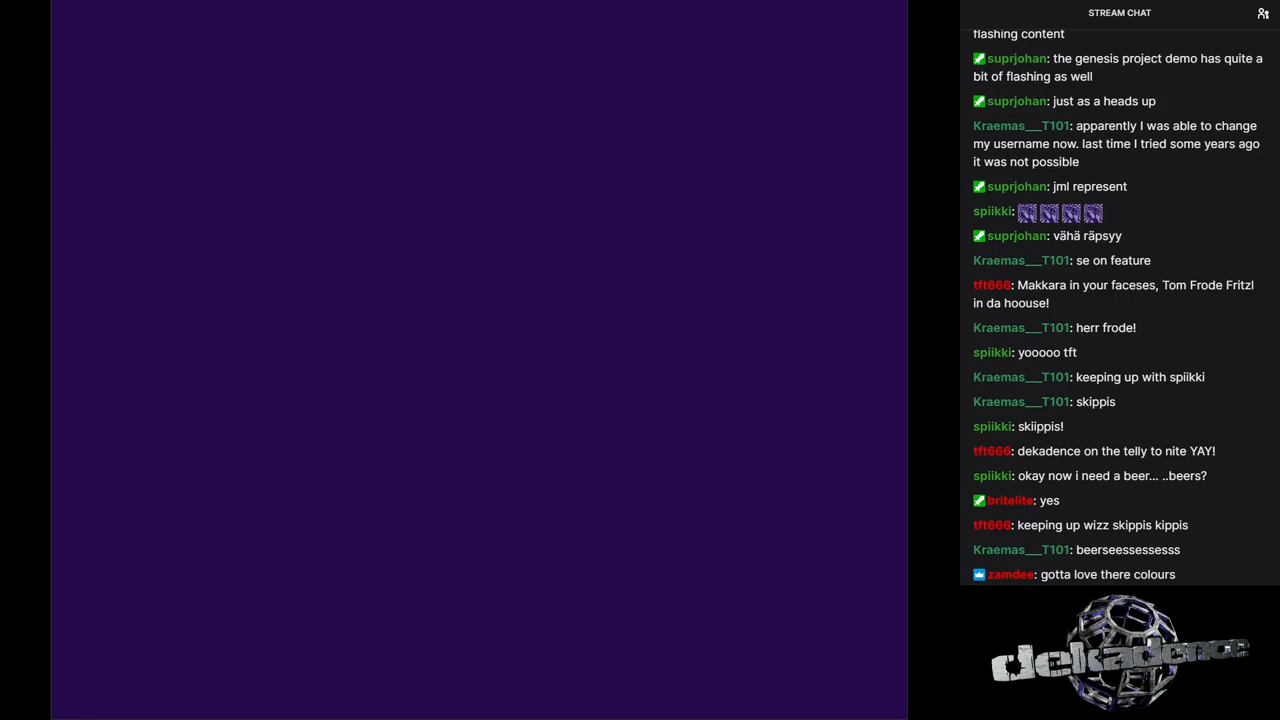 STREAM CHAT
flashing content
suprjohan: the genesis project demo has quite a
bit of flashing as well
suprjohan: just as a heads up
Kraemas___T101: apparently I was able to change
my username now. last time I tried some years ago
it was not possible
suprjohan: jml represent
spiikki:
suprjohan: vähä räpsyy
Kraemas___T101: se on feature
tft666: Makkara in your faceses, Tom Frode Fritzl
in da hoouse!
Kraemas___T101: herr frode!
spiikki: yooooo tft
Kraemas___T101: keeping up with spiikki
Kraemas___T101: skippis
spiikki: skiippis!
tft666: dekadence on the telly to nite YAY!
spiikki: okay now i need a beer... ..beers?
britelite: yes
tft666: keeping up wizz skippis kippis
Kraemas___T101: beerseessessesss
zamdee: gotta love there colours
dekadence